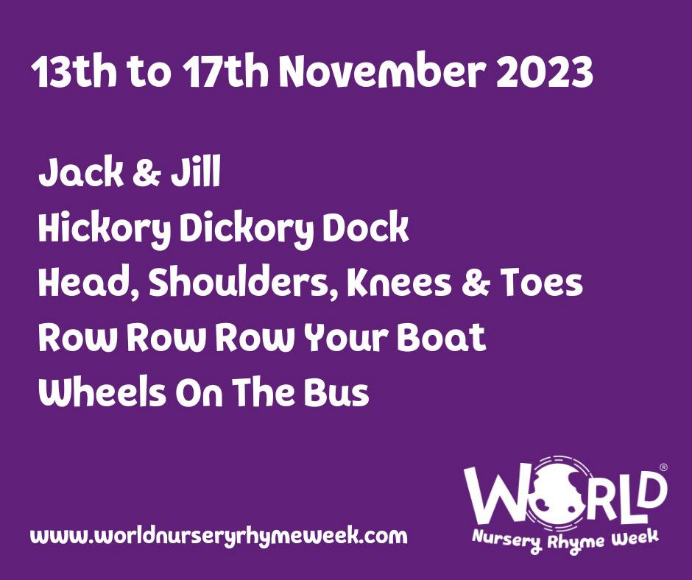 13th to 17th November 2023
Jack & Jill
Hickory Dickory Dock
Head, Shoulders, Knees & Toes
Row Row Row Your Boat
Wheels On The Bus
WORLD®
Nursery Rhyme Week
www.worldnurseryrhymeweek.com